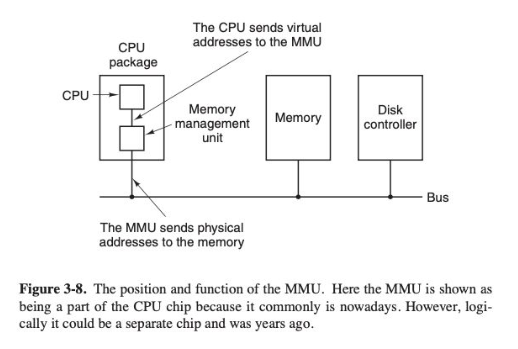 The CPU sends virtual
addresses to the MMU
CPU
package
CPU
Memory
management
unit
Memory
Disk
controller
Bus
The MMU sends physical
addresses to the memory
Figure 3-8. The position and function of the MMU. Here the MMU is shown as
being a part of the CPU chip because it commonly is nowadays. However, logi-
cally it could be a separate chip and was years ago.